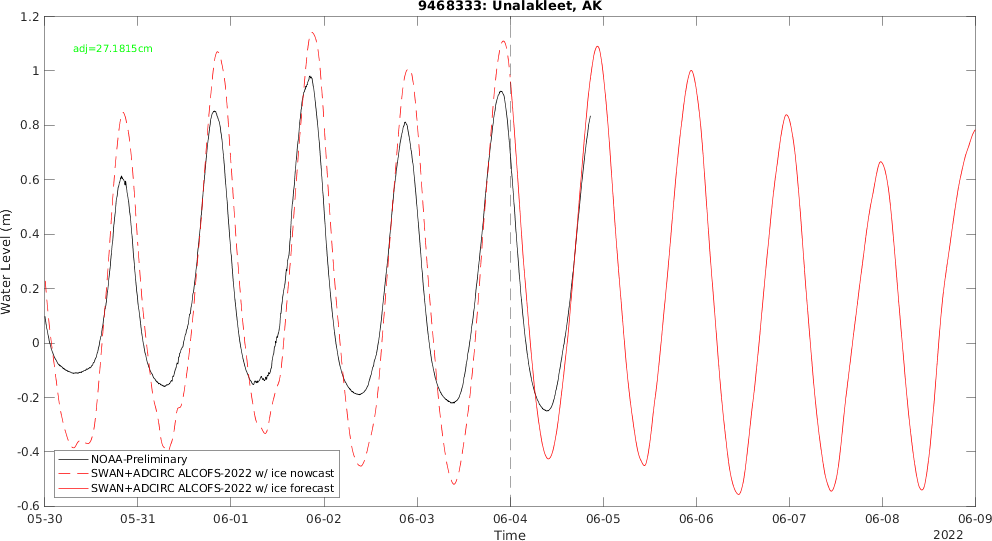 9468333: Unalakleet, AK
adj=27.1815cm
1.2
1
0.8
0.6
0.4
0.2
0
-0.2
-0.4
-0.6
Water Level (m)
NOAA-Preliminary
SWAN+ADCIRC ALCOFS-2022 w/ ice nowcast
SWAN+ADCIRC ALCOFS-2022 w/ ice forecast
05-30 05-31 06-01 06-02 06-03 06-04 06-05 06-06 06-07 06-08 06-09
Time
2022